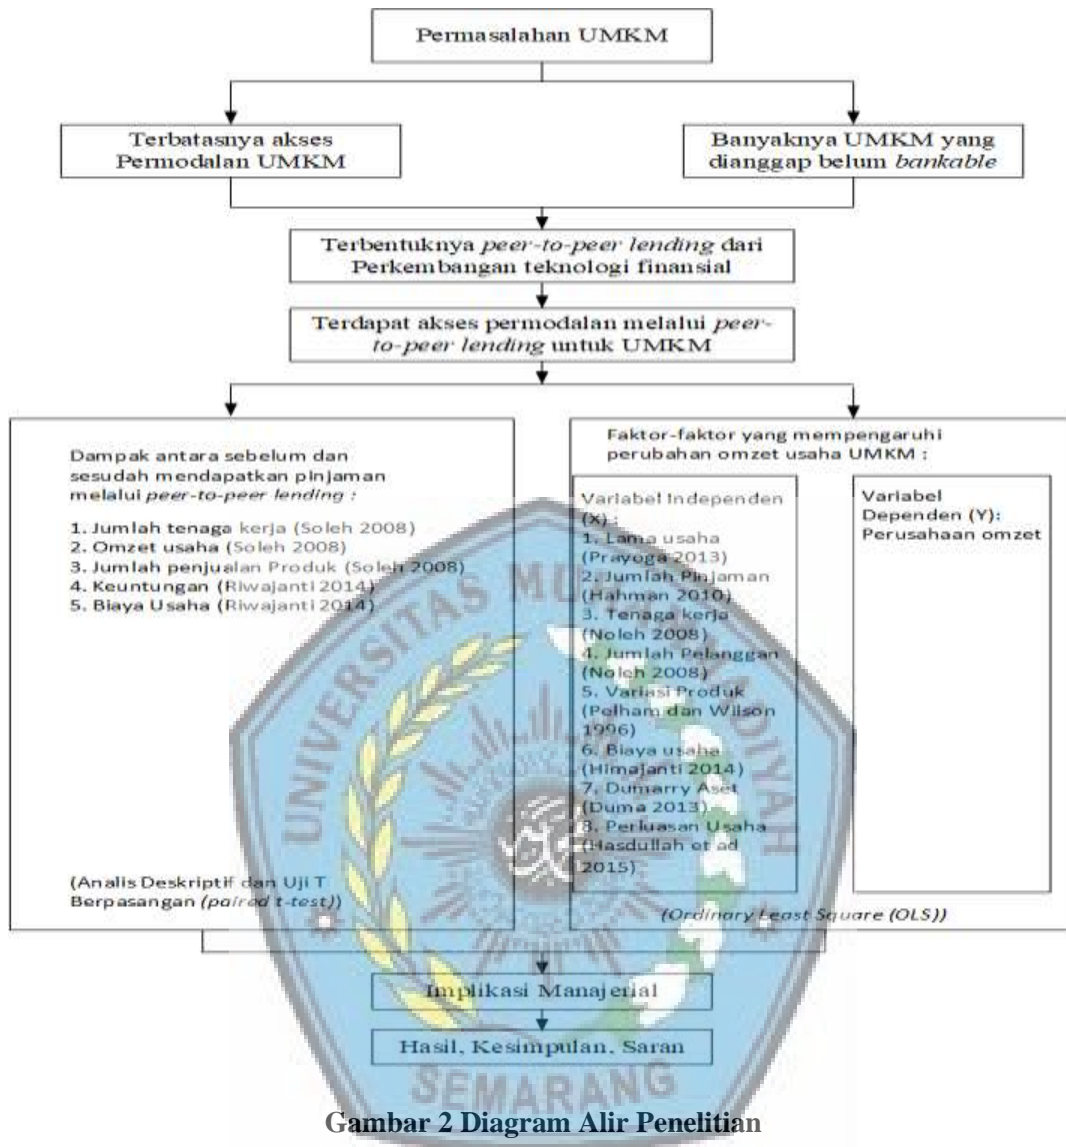 Permasalahan UMKM
Terbatasnya akses
Permodalan UMKM
Banyaknya UMKM yang
dianggap belum bankable
Terbentuknya peer-to-peer lending dari
Perkembangan teknologi finansial
Terdapat akses permodalan melalui peer-
to-peer lending untuk UMKM
Dampak antara sebelum dan
sesudah mendapatkan pinjaman
melalui peer-to-peer lending :
1. Jumlah tenaga kerja (Soleh 2008)
2. Omzet usaha (Soleh 2008)
3. Jumlah penjualan Produk (Soleh 2008)
4. Keuntungan (Riwajanti 2014)
5. Biaya Usaha (Riwajanti 2014)
(Analis Deskriptif dan Uji T
Berpasangan (paired t-test))
Faktor-faktor yang mempengaruhi
perubahan omzet usaha UMKM :
Variabel Independen
(X) :
1. Lama usaha
(Prayoga 2013)
2. Jumlah Pinjaman
(Hahman 2010)
3. Tenaga kerja
(Noleh 2008)
4. Jumlah Pelanggan
(Noleh 2008)
5. Variasi Produk
(Pelham dan Wilson
1996)
6. Biaya usaha
(Himajanti 2014)
7. Dumarry Aset
(Duma 2013)
8. Perluasan Usaha
(Hasdullah et ad
2015)
Variabel
Dependen (Y):
Perusahaan omzet
(Ordinary Least Square (OLS))
Implikasi Manajerial
Hasil, Kesimpulan, Saran
UNIVERSITAS MUHAMMADIYAH
SEMARANG
Gambar 2 Diagram Alir Penelitian